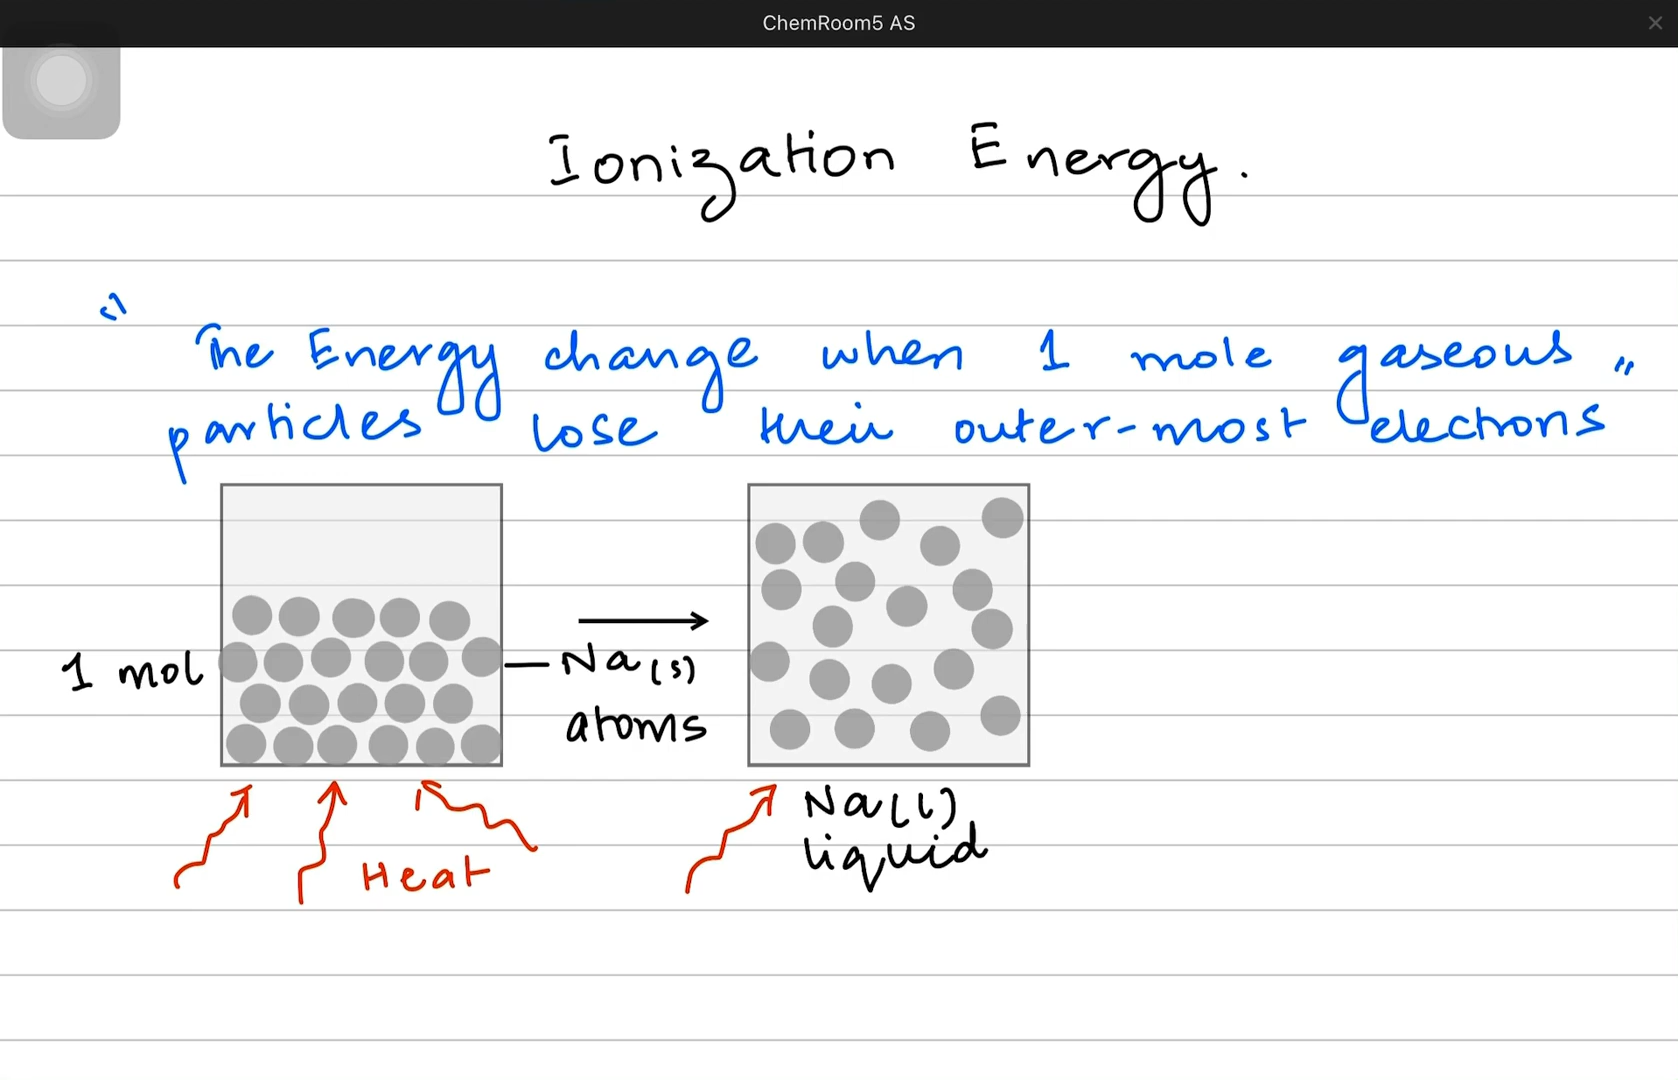 ChemRoom5 AS
Ionization Energy.
" The Energy change when 1 mole gaseous "
particles lose their outer-most electrons
1 mol
Na(s)
atoms
Heat
Na(l)
liquid